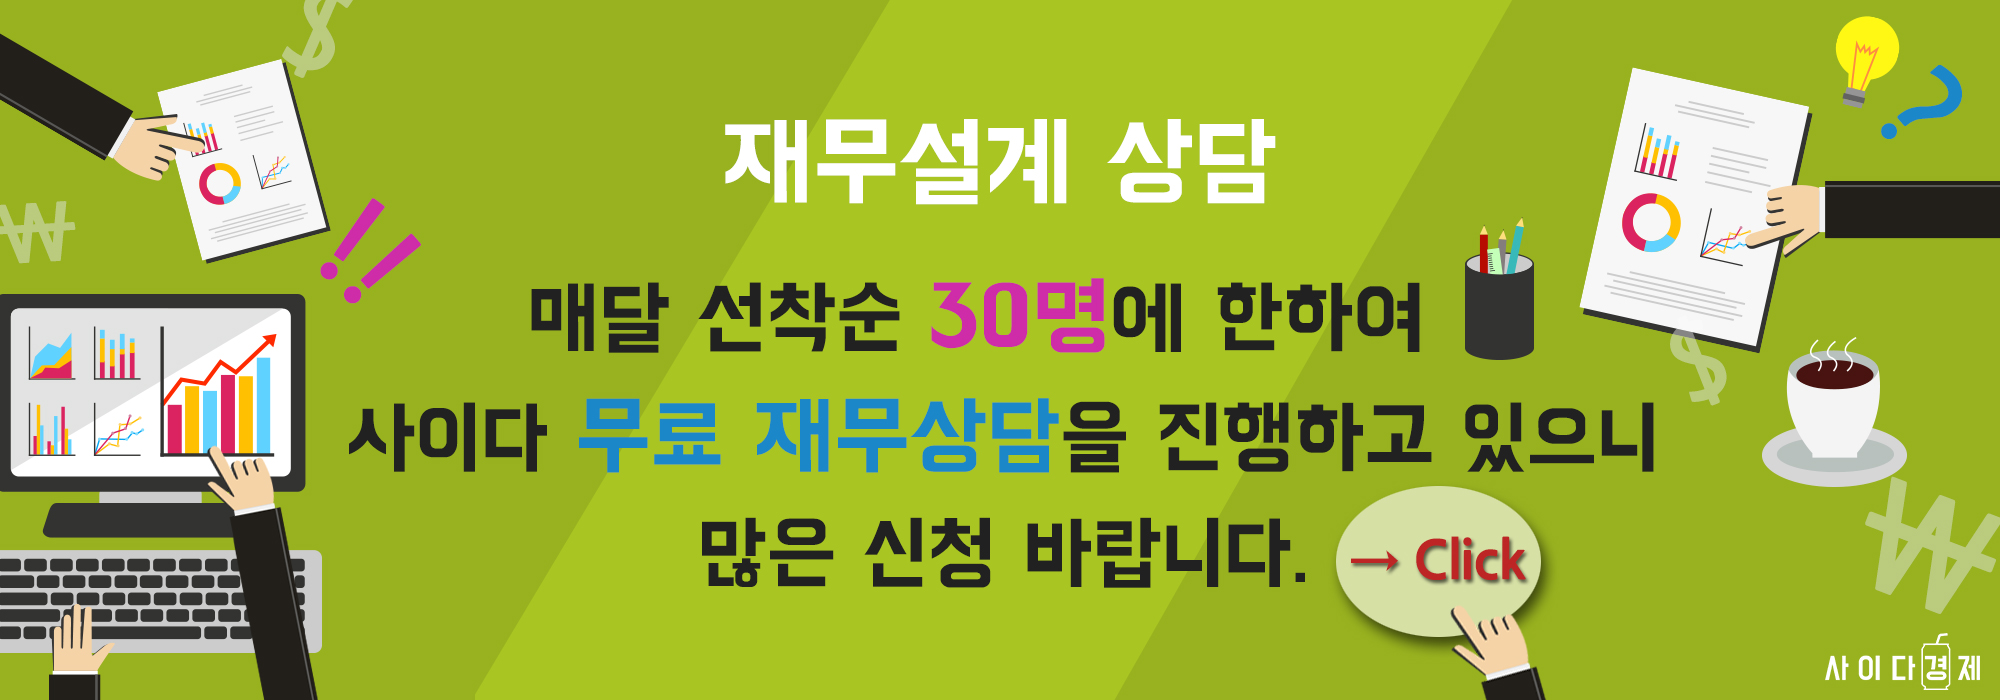 재무설계 상담
매달 선착순 30명에 한하여
사이다 무료 재무상담을 진행하고 있으니
많은 신청 바랍니다.
→ Click
사이다경제